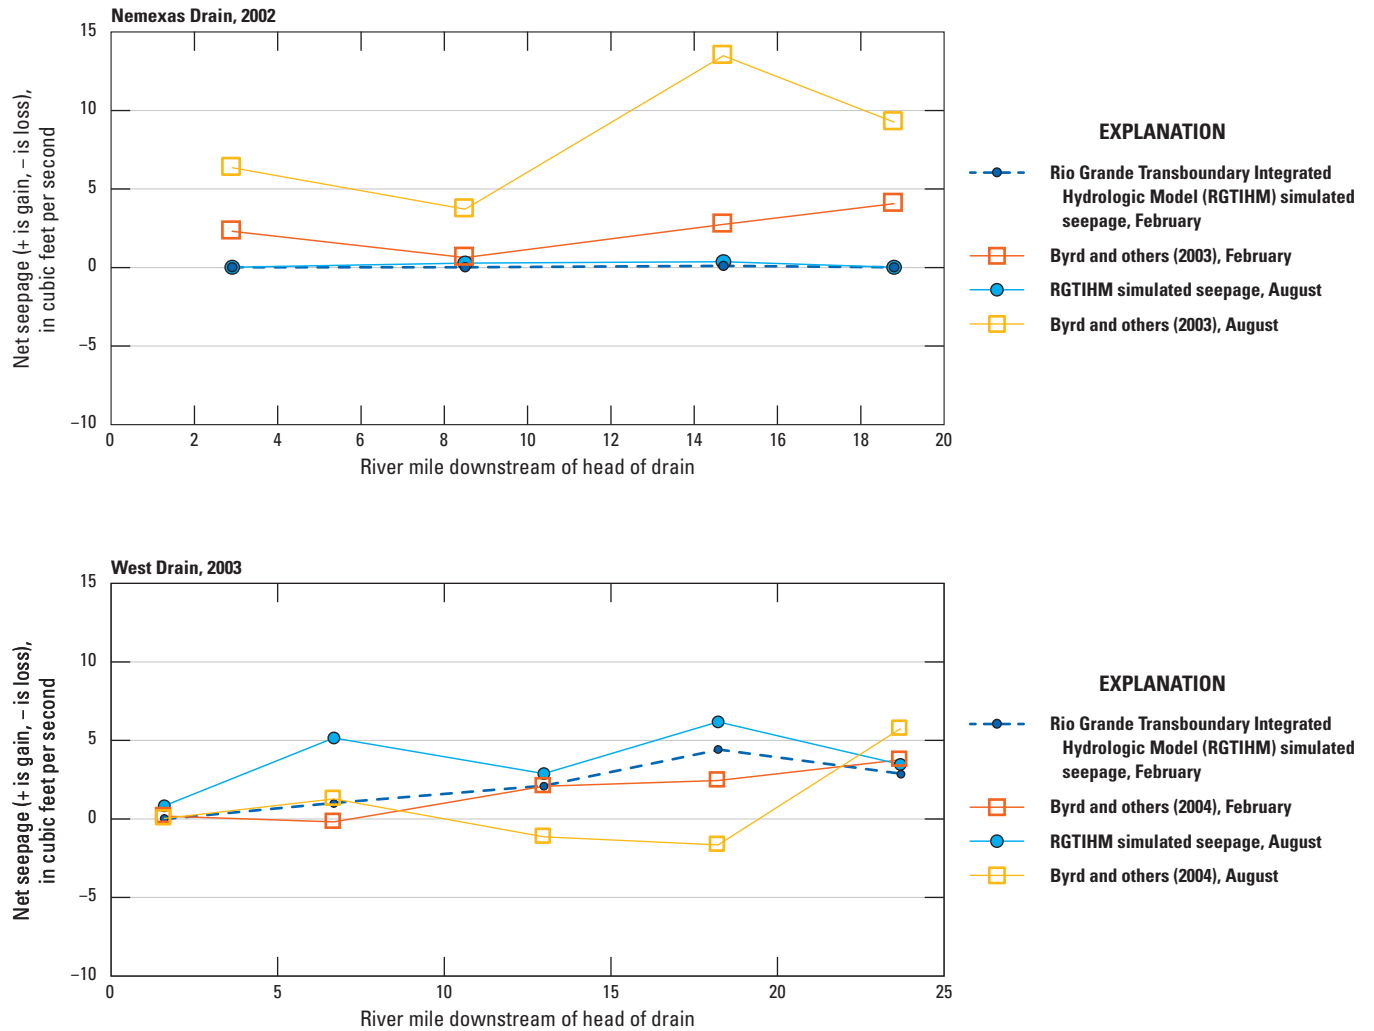 Nemexas Drain, 2002
Net seepage (+ is gain, – is loss),
in cubic feet per second
15
10
5
0
–5
–10
0 2 4 6 8 10 12 14 16 18 20
River mile downstream of head of drain
EXPLANATION
Rio Grande Transboundary Integrated
Hydrologic Model (RGTIHM) simulated
seepage, February
Byrd and others (2003), February
RGTIHM simulated seepage, August
Byrd and others (2003), August
West Drain, 2003
Net seepage (+ is gain, – is loss),
in cubic feet per second
15
10
5
0
–5
–10
0 5 10 15 20 25
River mile downstream of head of drain
EXPLANATION
Rio Grande Transboundary Integrated
Hydrologic Model (RGTIHM) simulated
seepage, February
Byrd and others (2004), February
RGTIHM simulated seepage, August
Byrd and others (2004), August